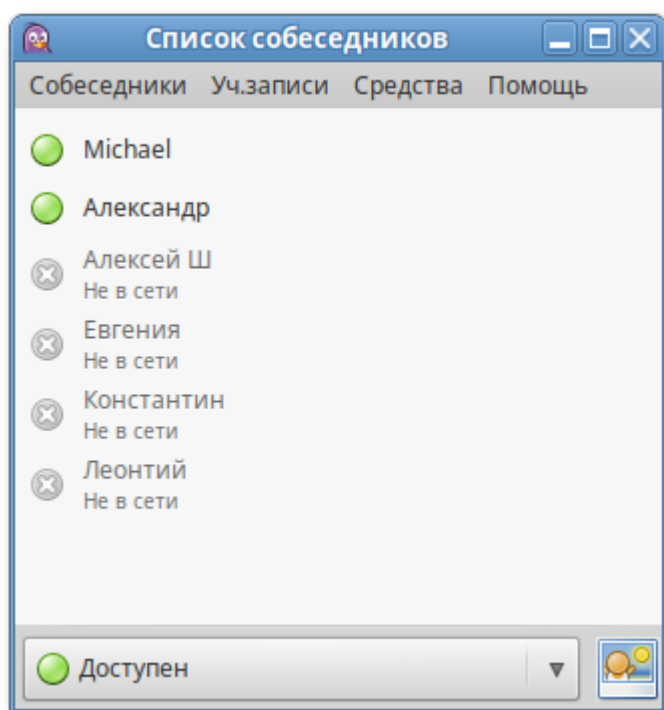 Список собеседников
Собеседники Уч.записи Средства Помощь
Michael
Александр
Алексей Ш
Не в сети
Евгения
Не в сети
Константин
Не в сети
Леонтий
Не в сети
Доступен